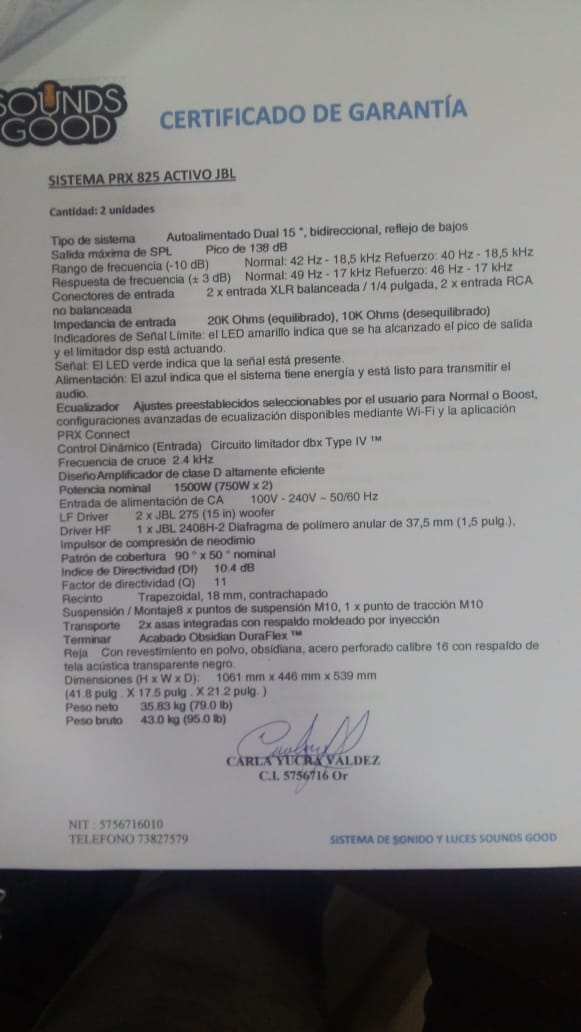 SOUNDS
GOOD
CERTIFICADO DE GARANTÍA
SISTEMA PRX 825 ACTIVO JBL
Cantidad: 2 unidades
Tipo de sistema Autoalimentado Dual 15 ", bidireccional, reflejo de bajos
Salida máxima de SPL Pico de 138 dB
Rango de frecuencia (-10 dB) Normal: 42 Hz - 18,5 kHz Refuerzo: 40 Hz - 18,5 kHz
Respuesta de frecuencia (± 3 dB) Normal: 49 Hz - 17 kHz Refuerzo: 46 Hz - 17 kHz
Conectores de entrada 2 x entrada XLR balanceada / 1/4 pulgada, 2 x entrada RCA
no balanceada
Impedancia de entrada 20K Ohms (equilibrado), 10K Ohms (desequilibrado)
Indicadores de Señal Límite: el LED amarillo indica que se ha alcanzado el pico de salida
y el limitador dsp está actuando.
Señal: El LED verde indica que la señal está presente.
Alimentación: El azul indica que el sistema tiene energía y está listo para transmitir el
audio.
Ecualizador Ajustes preestablecidos seleccionables por el usuario para Normal o Boost,
configuraciones avanzadas de ecualización disponibles mediante Wi-Fi y la aplicación
PRX Connect
Control Dinámico (Entrada) Circuito limitador dbx Type IV ™
Frecuencia de cruce 2.4 kHz
DiseñoAmplificador de clase D altamente eficiente
Potencia nominal 1500W (750W x 2)
Entrada de alimentación de CA 100V - 240V ~ 50/60 Hz
LF Driver 2 x JBL 275 (15 in) woofer
Driver HF 1 x JBL 2408H-2 Diafragma de polímero anular de 37,5 mm (1,5 pulg.),
Impulsor de compresión de neodimio
Patrón de cobertura 90 ° x 50 ° nominal
Indice de Directividad (DI) 10.4 dB
Factor de directividad (Q) 11
Recinto Trapezoidal, 18 mm, contrachapado
Suspensión / Montaje8 x puntos de suspensión M10, 1 x punto de tracción M10
Transporte 2x asas integradas con respaldo moldeado por inyección
Terminar Acabado Obsidian DuraFlex ™
Reja Con revestimiento en polvo, obsidiana, acero perforado calibre 16 con respaldo de
tela acústica transparente negro.
Dimensiones (H x W x D): 1061 mm x 446 mm x 539 mm
(41.8 pulg . X 17.5 pulg . X 21.2 pulg. )
Peso neto 35.83 kg (79.0 lb)
Peso bruto 43.0 kg (95.0 lb)
CARLA YUCRA VALDEZ
C.I. 5756716 Or
NIT : 5756716010
TELEFONO 73827579
SISTEMA DE SONIDO Y LUCES SOUNDS GOOD